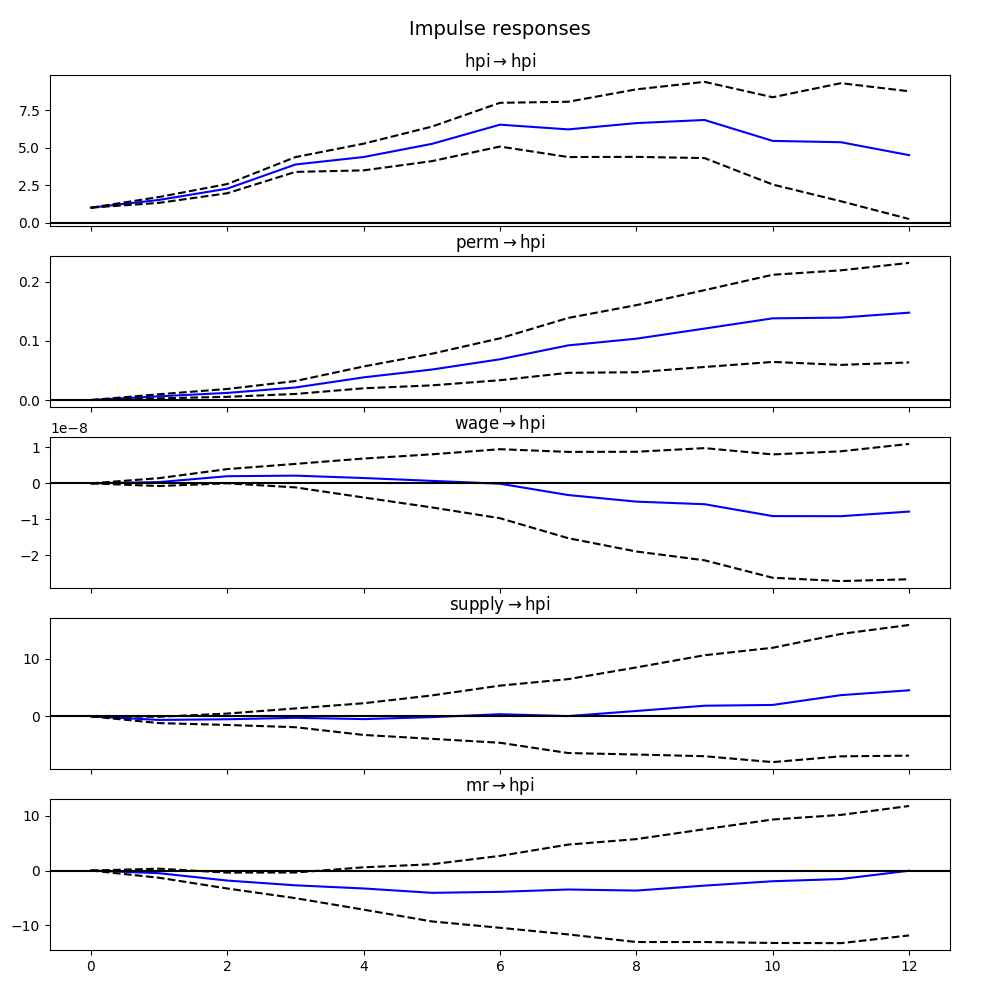 Impulse responses
hpi → hpi
7.5
5.0
2.5
0.0
perm → hpi
0.2
0.1
0.0
1e−8
wage → hpi
1
0
−1
−2
supply → hpi
10
0
mr → hpi
10
0
−10
0 2 4 6 8 10 12